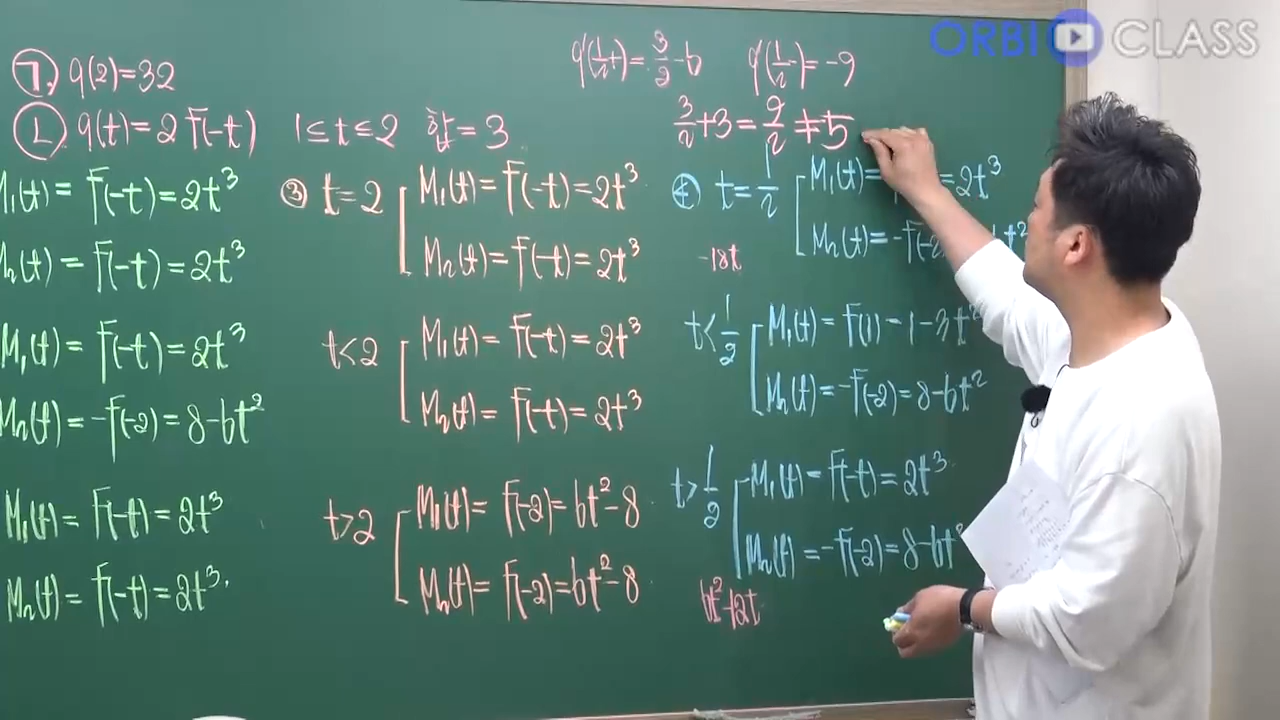 ORBI CLASS
ㄱ. g(2)=32
ㄴ. g(t)=2f(-t) 1≤t≤2 합=3
g'(1/2+)=3/2-6 g'(1/2-)=-9
3/2+3=9/2≠5
M₁(t)=f(-t)=2t³
M₂(t)=f(-t)=2t³
M₁(t)=f(-t)=2t³
M₂(t)=-f(-2)=8-6t²
M₁(t)=f(-t)=2t³
M₂(t)=f(-t)=2t³.
③ t=2 M₁(t)=f(-t)=2t³
M₂(t)=f(-t)=2t³
t<2 M₁(t)=f(-t)=2t³
M₂(t)=f(-t)=2t³
t>2 M₁(t)=f(-2)=6t²-8
M₂(t)=f(-2)=6t²-8
④ t=1/2 M₁(t)= =2t³
M₂(t)=-f(-2) t²
-18t
t<1/2 M₁(t)=f(1)=1-3t²
M₂(t)=-f(-2)=8-6t²
t>1/2 M₁(t)=f(-t)=2t³
M₂(t)=-f(-2)=8-6t²
6t²-12t